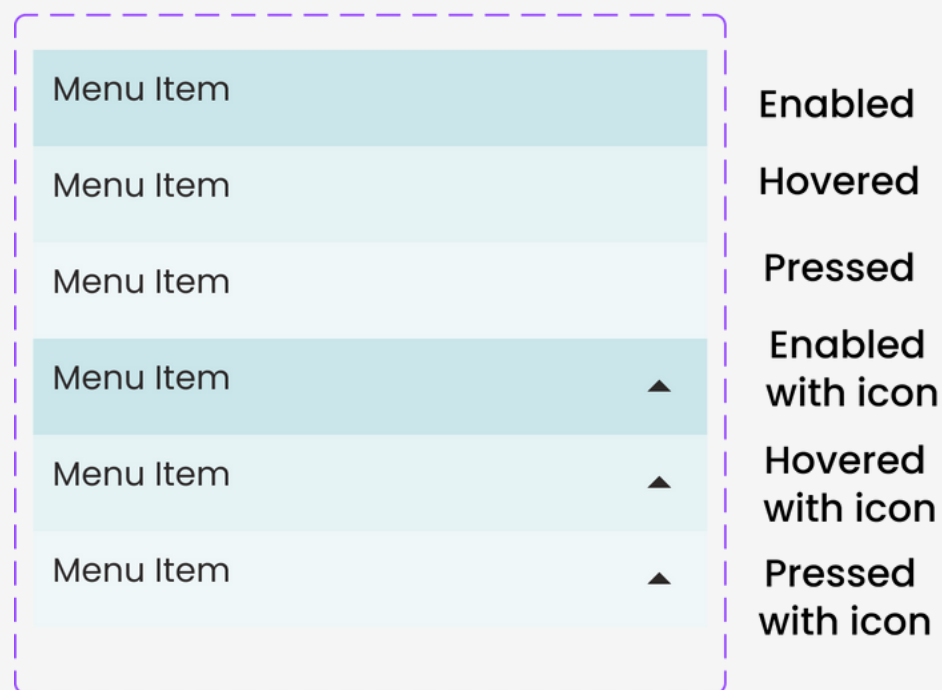 Menu Item
Enabled
Menu Item
Hovered
Menu Item
Pressed
Menu Item
Enabled
with icon
Menu Item
Hovered
with icon
Menu Item
Pressed
with icon